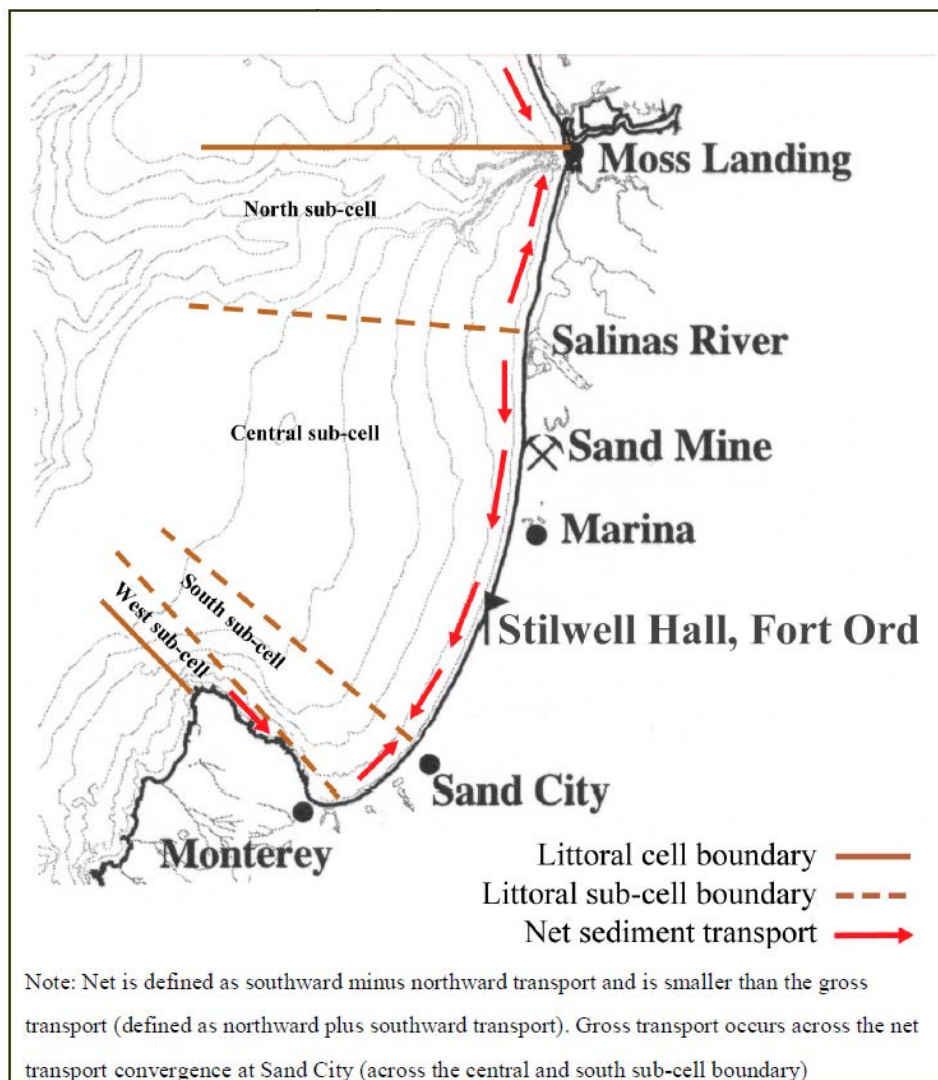 Moss Landing
North sub-cell
Salinas River
Central sub-cell
Sand Mine
Marina
South sub-cell
West sub-cell
Stilwell Hall, Fort Ord
Sand City
Monterey
Littoral cell boundary
Littoral sub-cell boundary
Net sediment transport
Note: Net is defined as southward minus northward transport and is smaller than the gross
transport (defined as northward plus southward transport). Gross transport occurs across the net
transport convergence at Sand City (across the central and south sub-cell boundary)